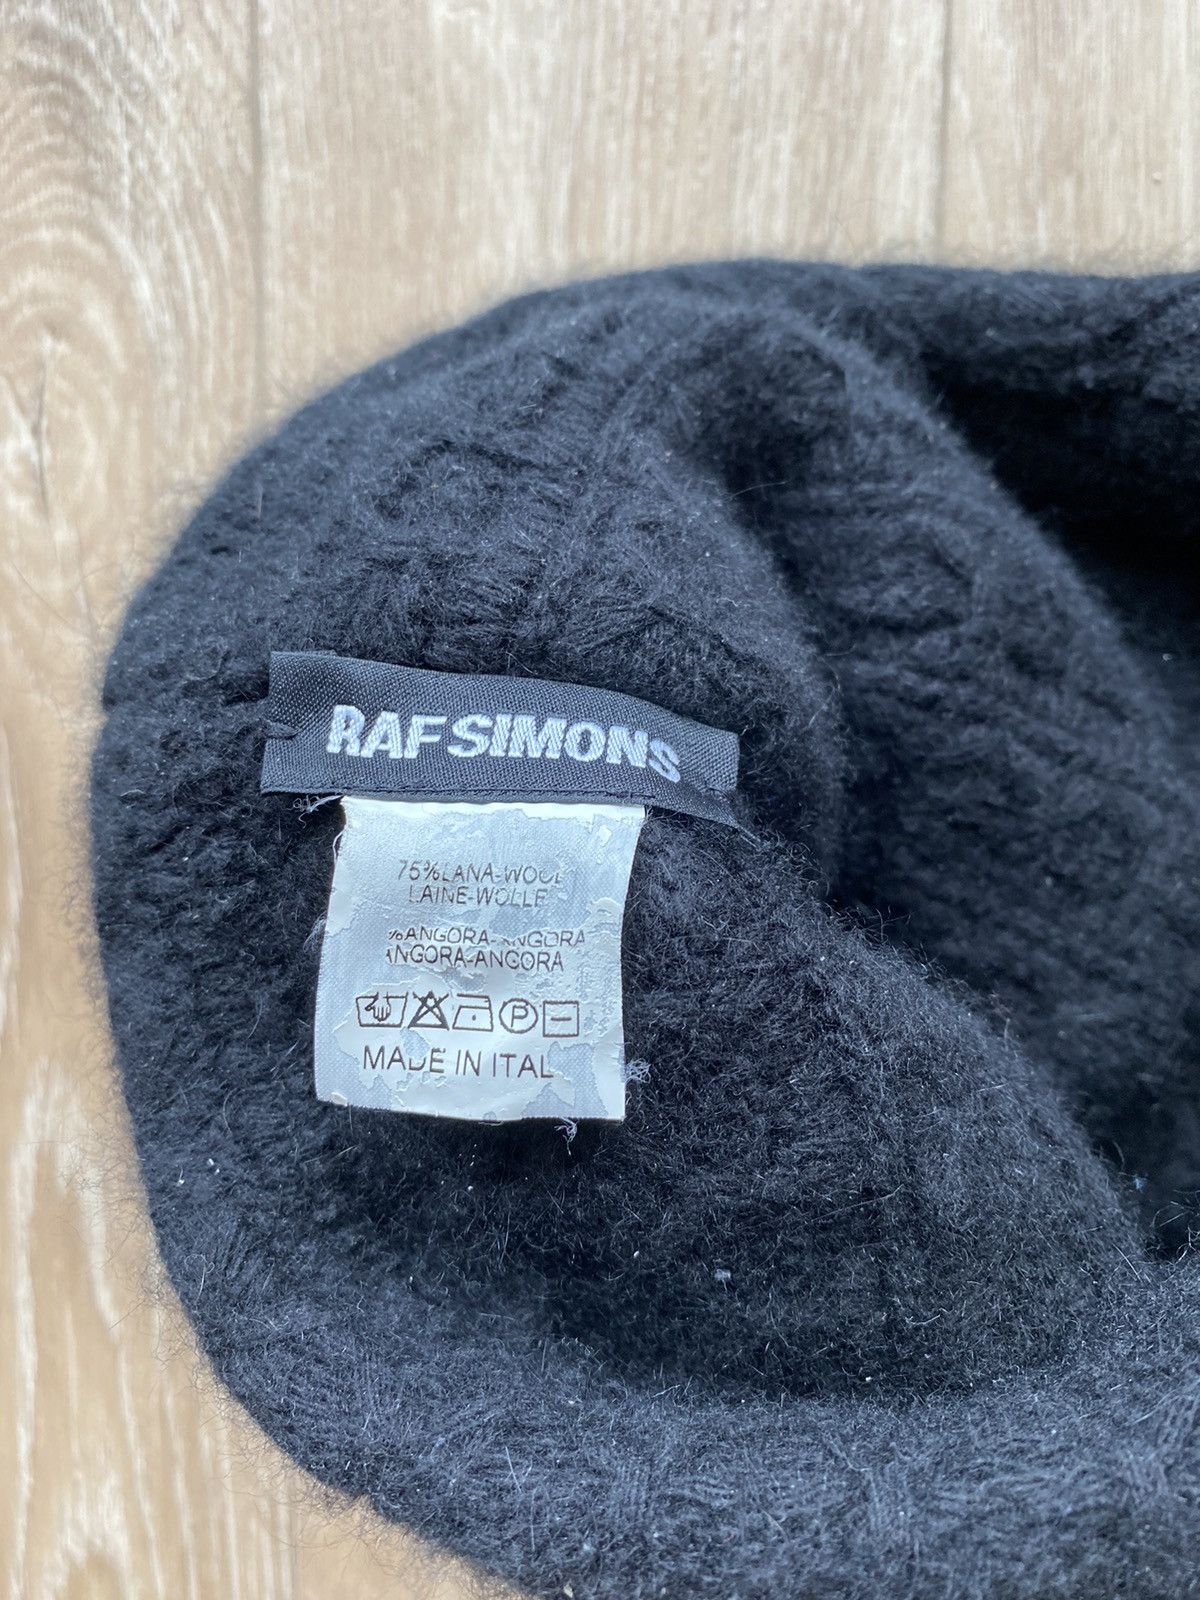 RAF SIMONS
75% LANA-WOOL
LAINE-WOLLE
% ANGORA-ANGORA
ANGORA-ANGORA
P
MADE IN ITAL